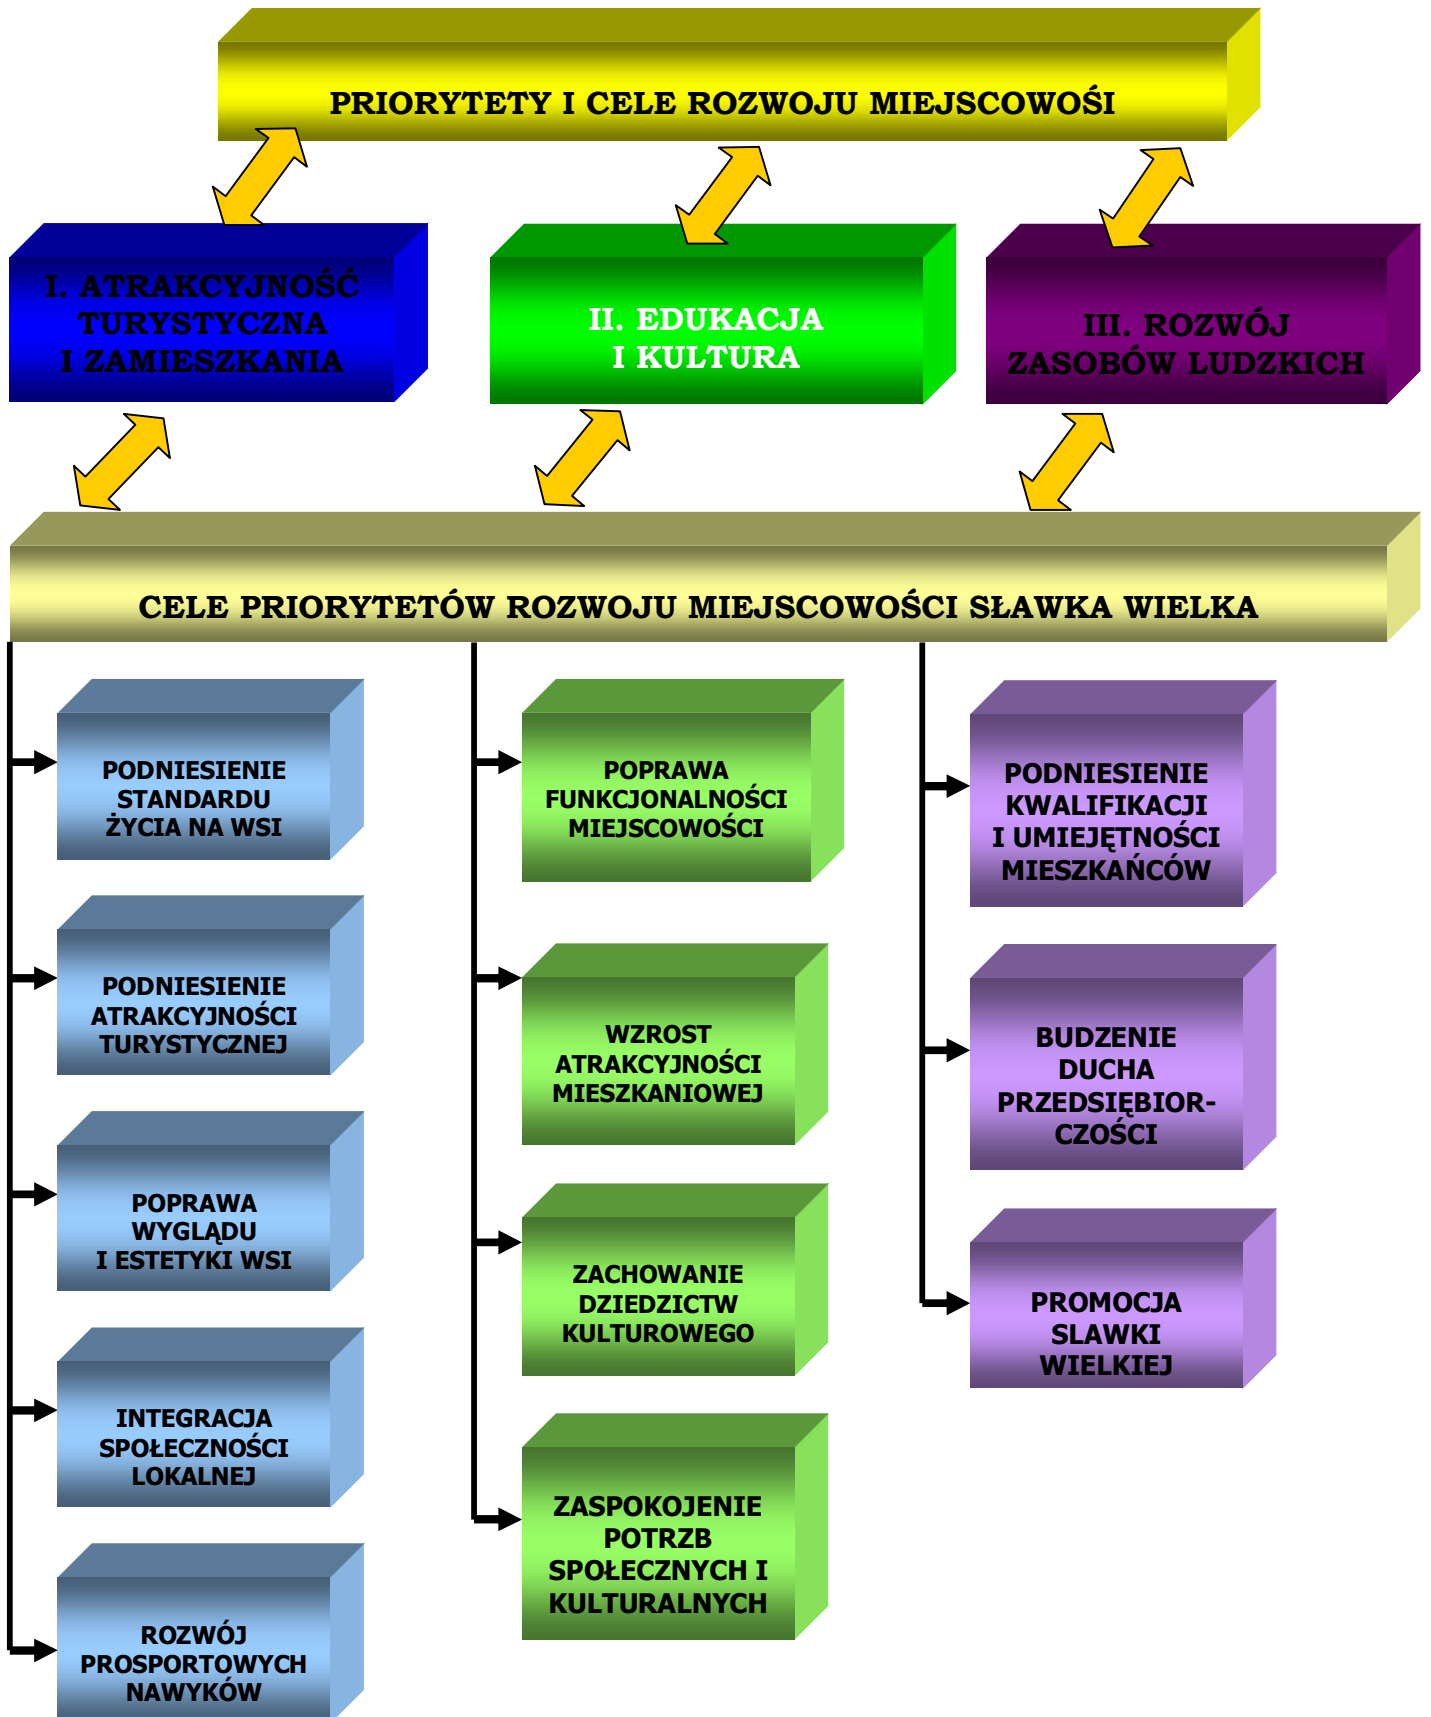 PRIORYTETY I CELE ROZWOJU MIEJSCOWOŚI
I. ATRAKCYJNOŚĆ
TURYSTYCZNA
I ZAMIESZKANIA
II. EDUKACJA
I KULTURA
III. ROZWÓJ
ZASOBÓW LUDZKICH
CELE PRIORYTETÓW ROZWOJU MIEJSCOWOŚCI SŁAWKA WIELKA
PODNIESIENIE
STANDARDU
ŻYCIA NA WSI
PODNIESIENIE
ATRAKCYJNOŚCI
TURYSTYCZNEJ
POPRAWA
WYGLĄDU
I ESTETYKI WSI
INTEGRACJA
SPOŁECZNOŚCI
LOKALNEJ
ROZWÓJ
PROSPORTOWYCH
NAWYKÓW
POPRAWA
FUNKCJONALNOŚCI
MIEJSCOWOŚCI
WZROST
ATRAKCYJNOŚCI
MIESZKANIOWEJ
ZACHOWANIE
DZIEDZICTW
KULTUROWEGO
ZASPOKOJENIE
POTRZB
SPOŁECZNYCH I
KULTURALNYCH
PODNIESIENIE
KWALIFIKACJI
I UMIEJĘTNOŚCI
MIESZKAŃCÓW
BUDZENIE
DUCHA
PRZEDSIĘBIOR-
CZOŚCI
PROMOCJA
SLAWKI
WIELKIEJ